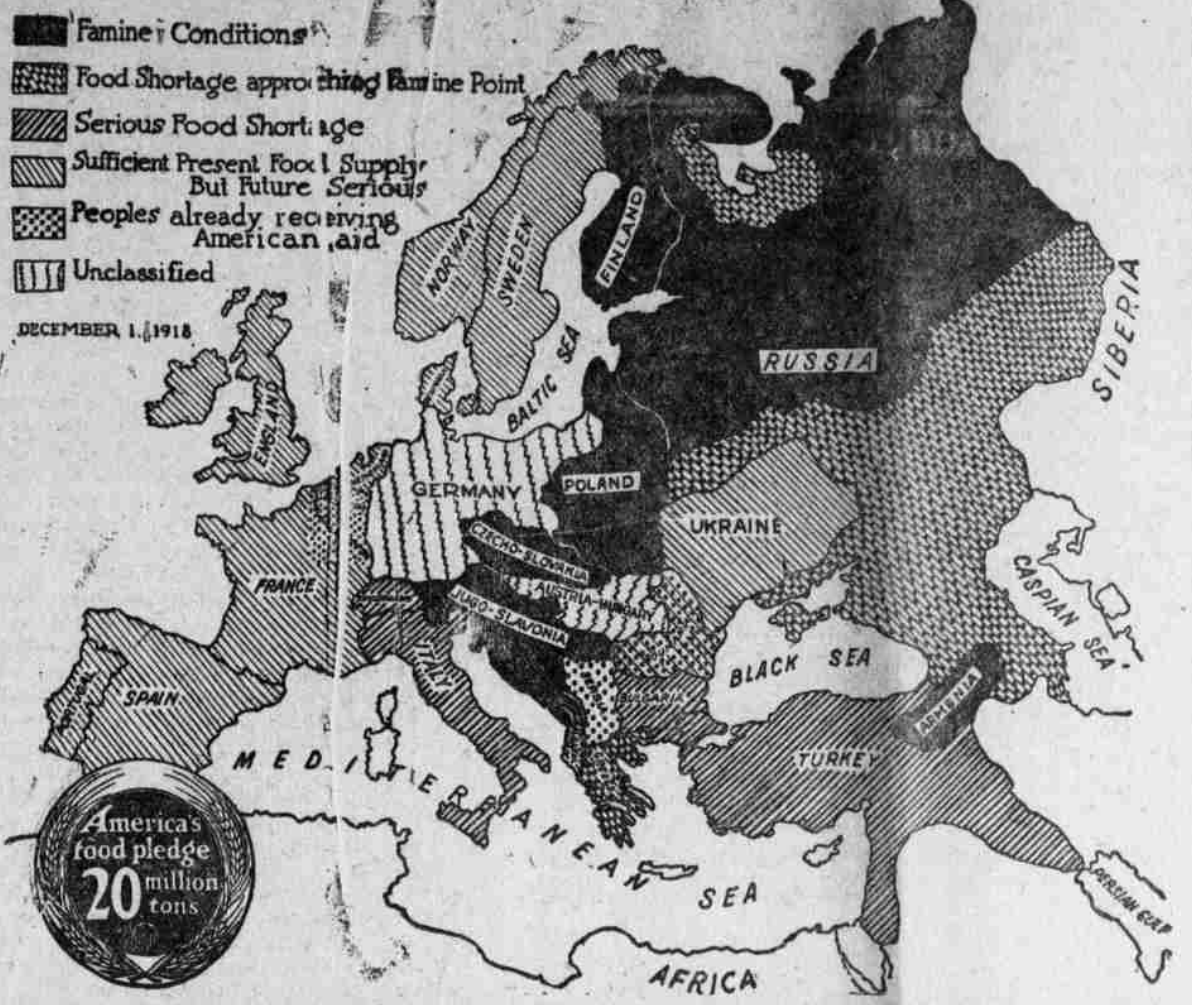 Famine Conditions
Food Shortage approaching Famine Point
Serious Food Shortage
Sufficient Present Food Supply
But Future Serious
Peoples already receiving
American aid
Unclassified
DECEMBER 1. 1918
NORWAY
SWEDEN
FINLAND
BALTIC SEA
RUSSIA
SIBERIA
ENGLAND
GERMANY
POLAND
UKRAINE
CZECHO-SLOVAKIA
AUSTRIA-HUNGARY
JUGO-SLAVONIA
FRANCE
ITALY
BULGARIA
BLACK SEA
CASPIAN SEA
ARMENIA
PORTUGAL
SPAIN
TURKEY
MEDITERRANEAN SEA
PERSIAN GULF
AFRICA
America's
food pledge
20 million
tons